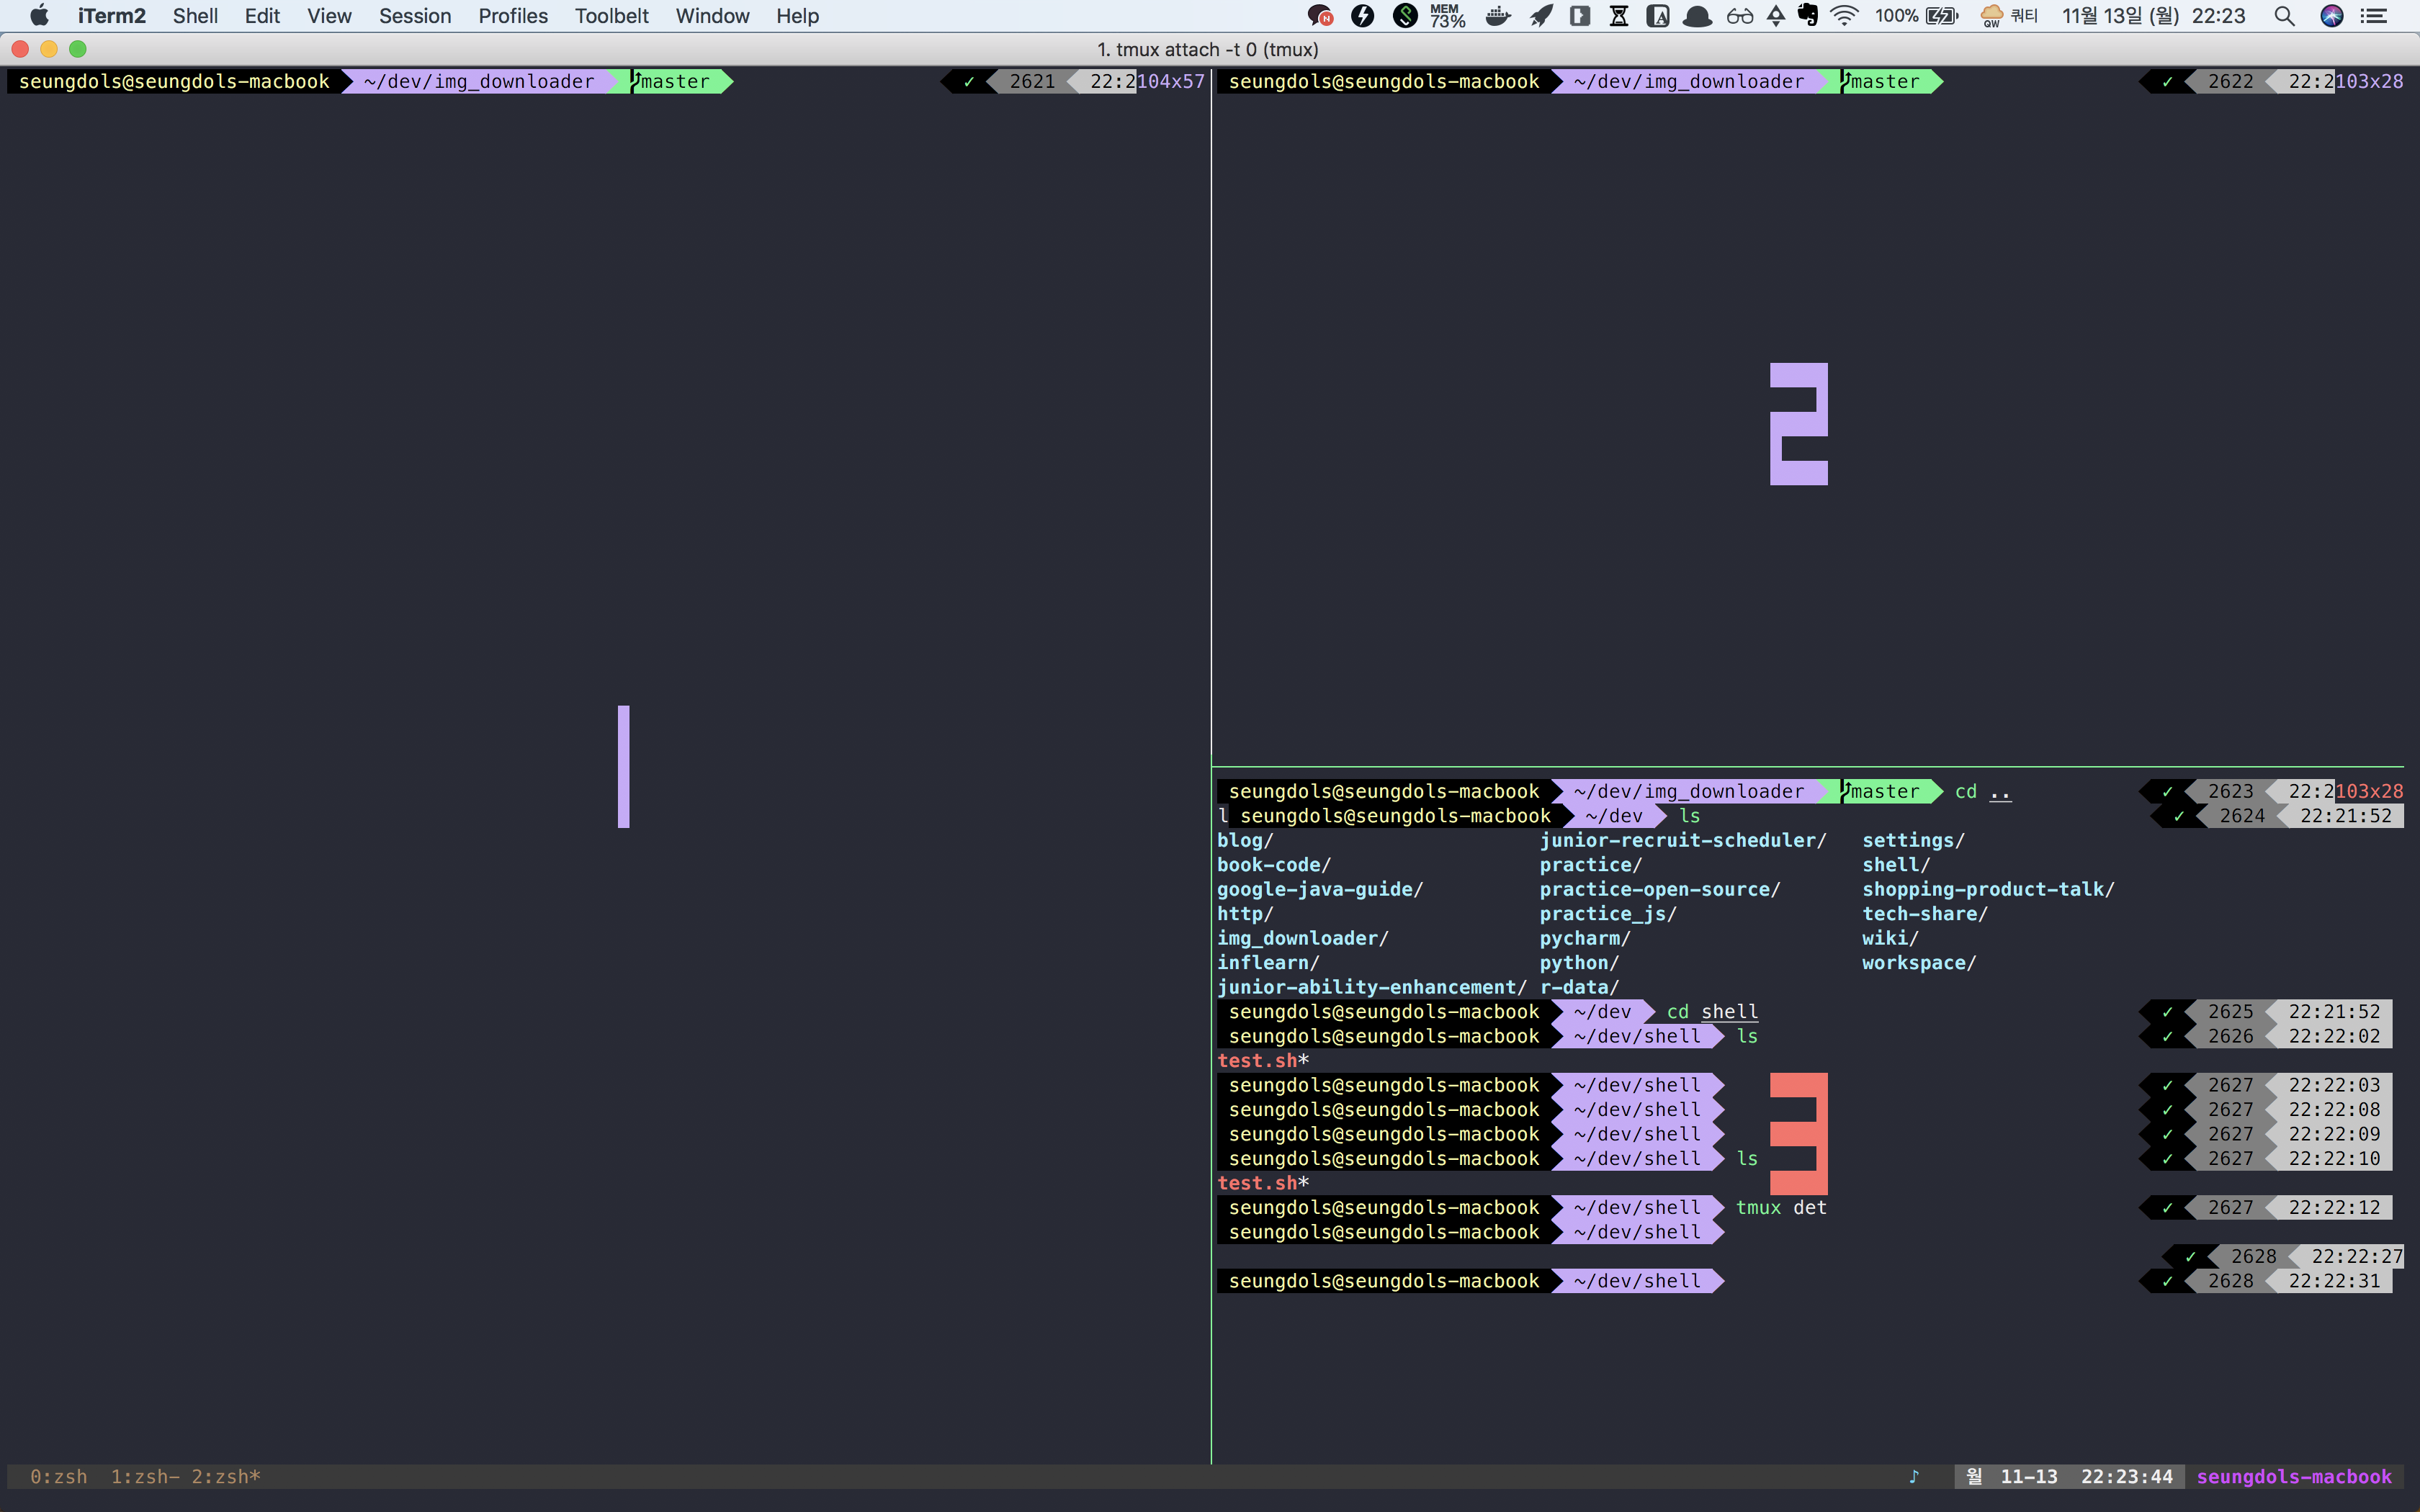 iTerm2 Shell Edit View Session Profiles Toolbelt Window Help MEM 73% 100% QW 쿼티 11월 13일 (월) 22:23
1. tmux attach -t 0 (tmux)
seungdols@seungdols-macbook ~/dev/img_downloader master ✓ 2621 22:2104x57
1
seungdols@seungdols-macbook ~/dev/img_downloader master ✓ 2622 22:2103x28
2
seungdols@seungdols-macbook ~/dev/img_downloader master cd .. ✓ 2623 22:2103x28
l seungdols@seungdols-macbook ~/dev ls ✓ 2624 22:21:52
blog/ junior-recruit-scheduler/ settings/
book-code/ practice/ shell/
google-java-guide/ practice-open-source/ shopping-product-talk/
http/ practice_js/ tech-share/
img_downloader/ pycharm/ wiki/
inflearn/ python/ workspace/
junior-ability-enhancement/ r-data/
seungdols@seungdols-macbook ~/dev cd shell ✓ 2625 22:21:52
seungdols@seungdols-macbook ~/dev/shell ls ✓ 2626 22:22:02
test.sh*
seungdols@seungdols-macbook ~/dev/shell ✓ 2627 22:22:03
seungdols@seungdols-macbook ~/dev/shell ✓ 2627 22:22:08
3
seungdols@seungdols-macbook ~/dev/shell ✓ 2627 22:22:09
seungdols@seungdols-macbook ~/dev/shell ls ✓ 2627 22:22:10
test.sh*
seungdols@seungdols-macbook ~/dev/shell tmux det ✓ 2627 22:22:12
seungdols@seungdols-macbook ~/dev/shell
✓ 2628 22:22:27
seungdols@seungdols-macbook ~/dev/shell ✓ 2628 22:22:31
0:zsh 1:zsh- 2:zsh* ♪ 월 11-13 22:23:44 seungdols-macbook